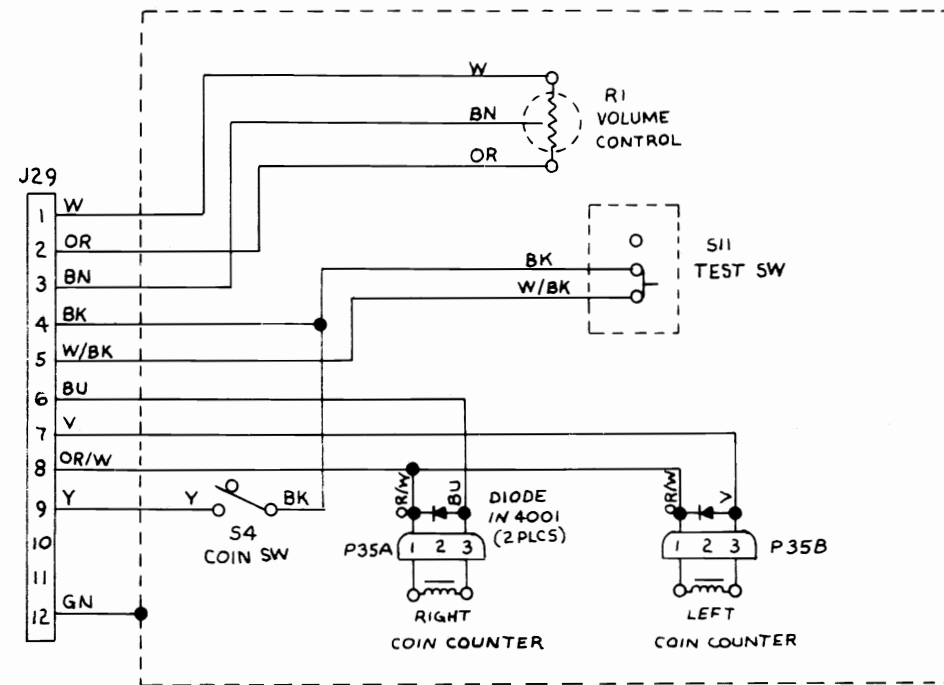 W
R1
VOLUME
CONTROL
BN
OR
J29
1 W
2 OR
3 BN
4 BK
5 W/BK
6 BU
7 V
8 OR/W
9 Y
10
11
12 GN
BK
W/BK
S11
TEST SW
Y BK
S4
COIN SW
OR/W BU
DIODE
IN 4001
(2 PLCS)
P35A 1 2 3
RIGHT
COIN COUNTER
OR/W V
1 2 3 P35B
LEFT
COIN COUNTER